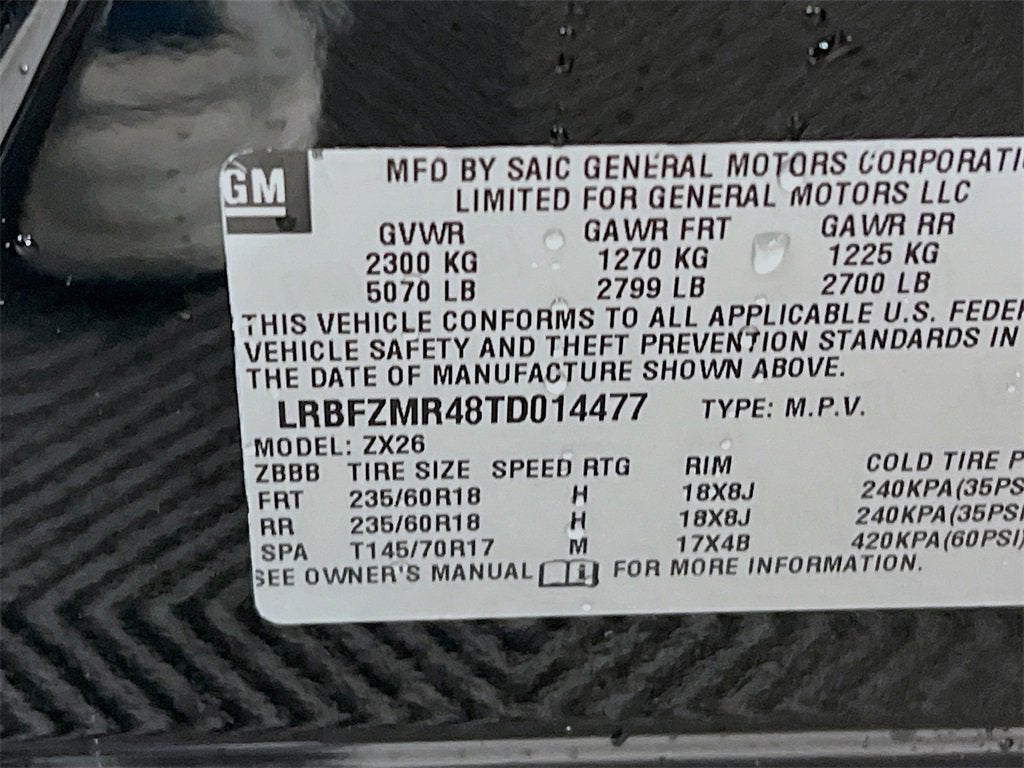 GM
MFD BY SAIC GENERAL MOTORS CORPORATI
LIMITED FOR GENERAL MOTORS LLC
GVWR GAWR FRT GAWR RR
2300 KG 1270 KG 1225 KG
5070 LB 2799 LB 2700 LB
THIS VEHICLE CONFORMS TO ALL APPLICABLE U.S. FEDER
VEHICLE SAFETY AND THEFT PREVENTION STANDARDS IN
THE DATE OF MANUFACTURE SHOWN ABOVE.
LRBFZMR48TD014477 TYPE: M.P.V.
MODEL: ZX26
ZBBB TIRE SIZE SPEED RTG RIM COLD TIRE P
FRT 235/60R18 H 18X8J 240KPA(35PSI
RR 235/60R18 H 18X8J 240KPA(35PSI
SPA T145/70R17 M 17X4B 420KPA(60PSI)
SEE OWNER'S MANUAL FOR MORE INFORMATION.